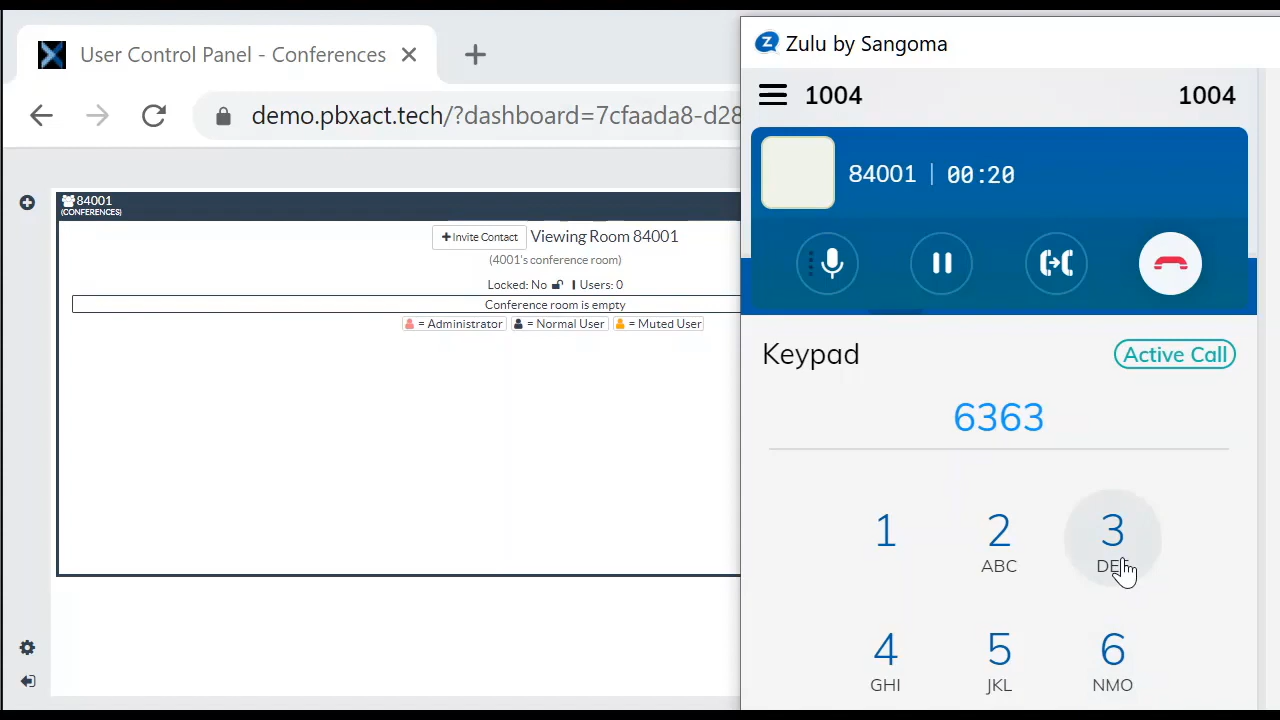 User Control Panel - Conferences
demo.pbxact.tech/?dashboard=7cfaada8-d28
84001
(CONFERENCES)
Invite Contact Viewing Room 84001
(4001's conference room)
Locked: No Users: 0
Conference room is empty
= Administrator = Normal User = Muted User
Z Zulu by Sangoma
1004 1004
84001 | 00:20
Keypad Active Call
6363
1 2 3
ABC DEF
4 5 6
GHI JKL NMO